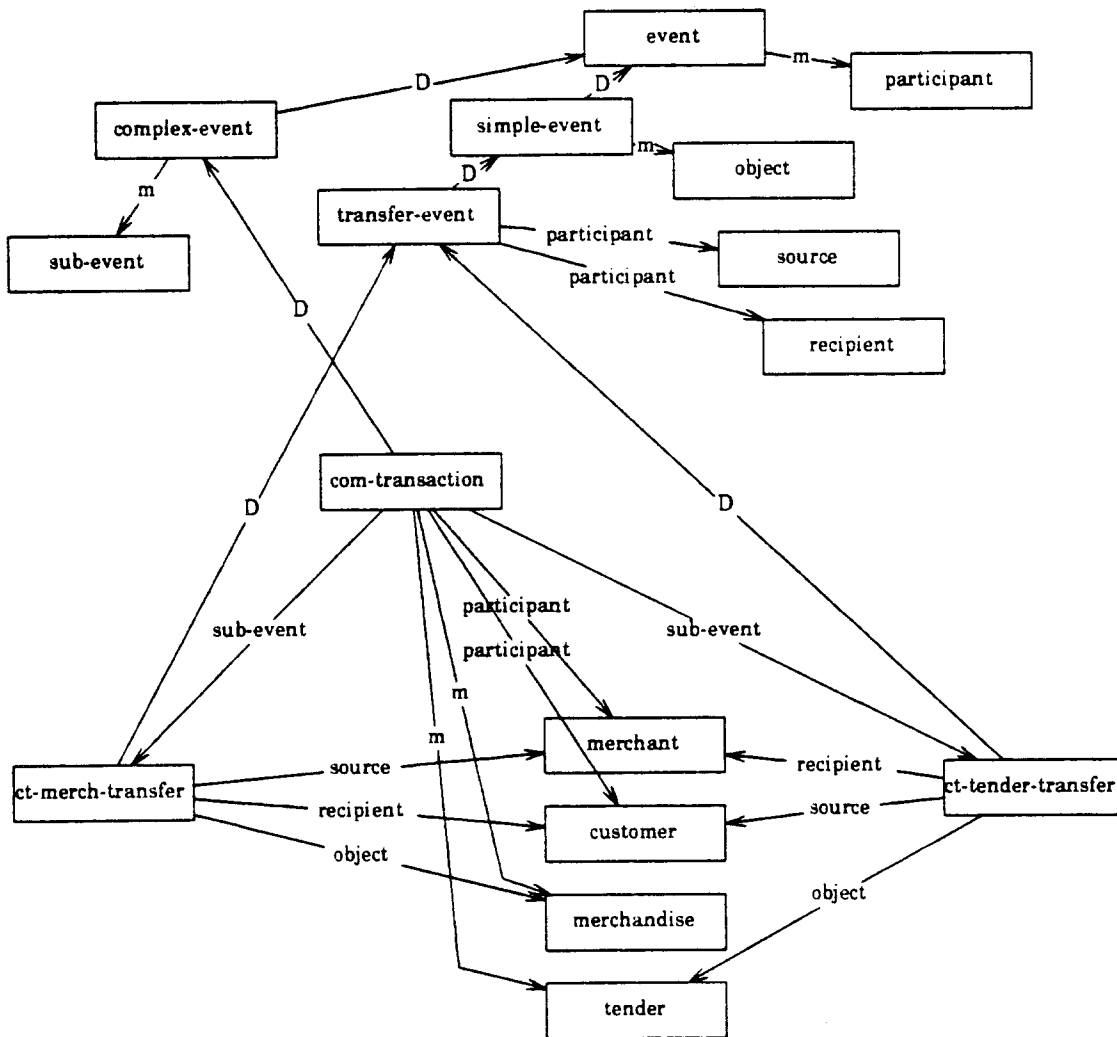 event
m
participant
D
D
complex-event
simple-event
m
object
D
m
transfer-event
participant
source
sub-event
participant
recipient
D
com-transaction
D
D
participant
sub-event
sub-event
participant
m
m
merchant
source
recipient
ct-merch-transfer
ct-tender-transfer
recipient
customer
source
object
object
merchandise
tender